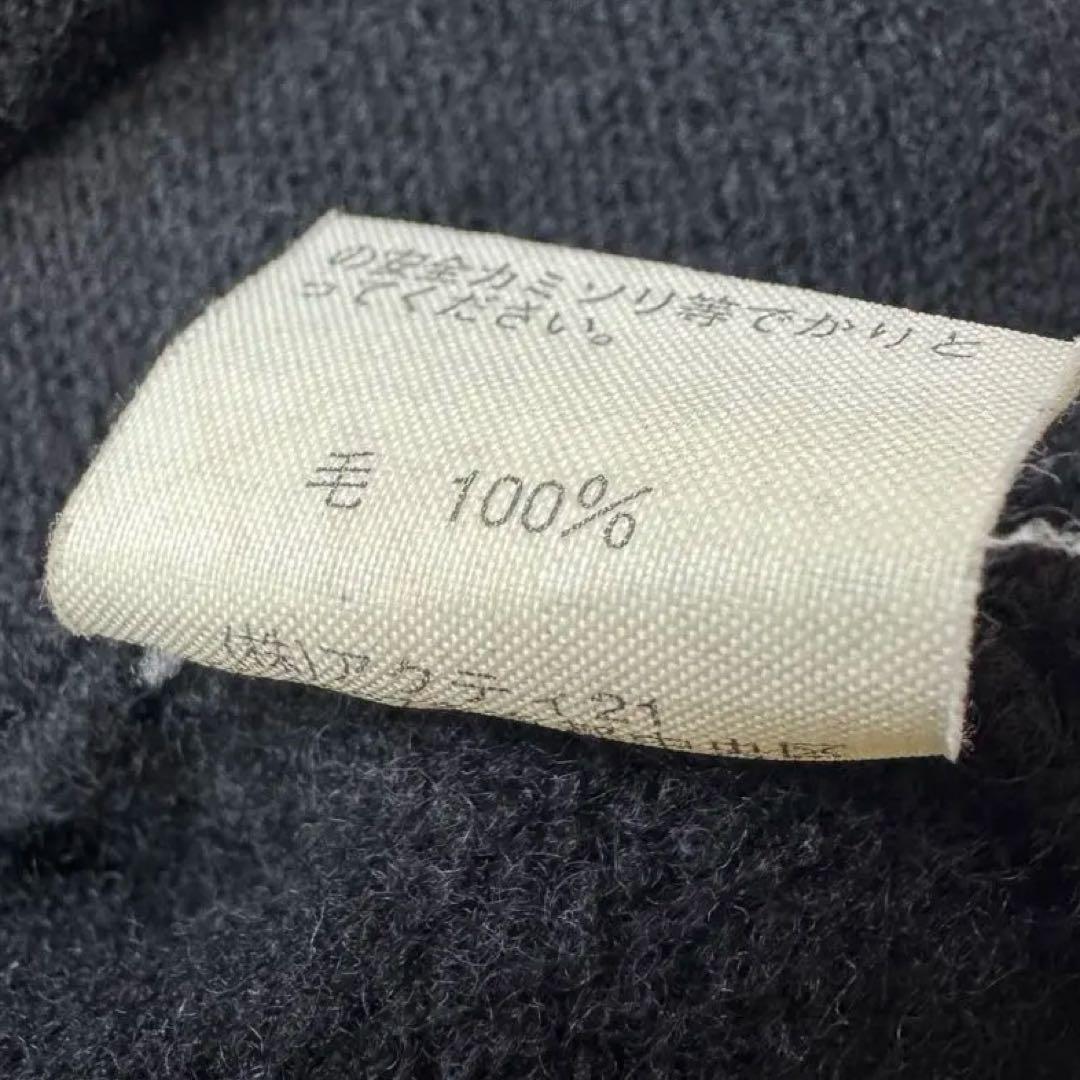 の安全カミソリ等でかりと
ってください。
毛 100%
(株)アクティ21